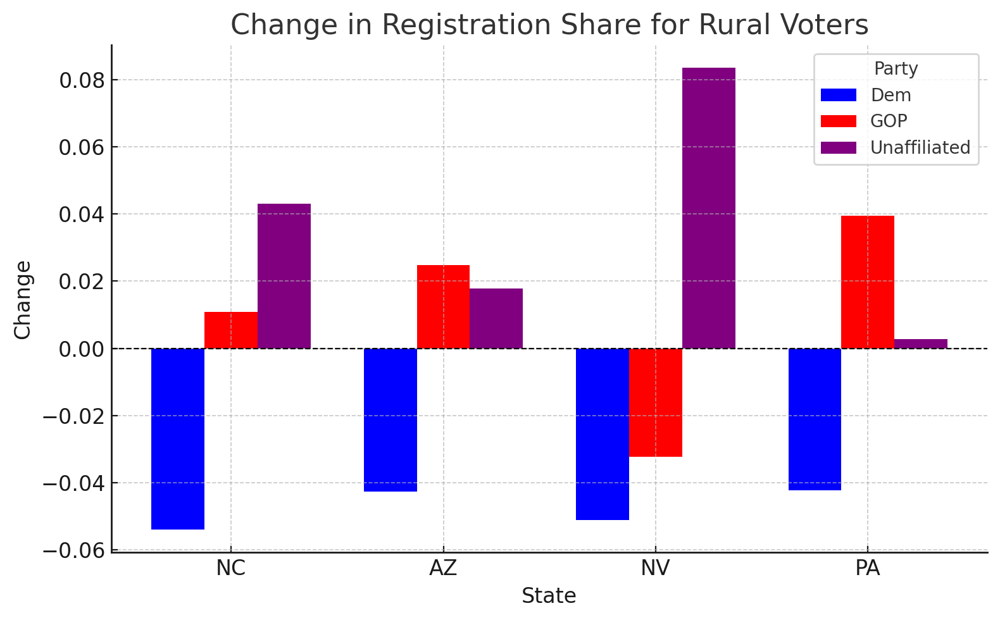 Change in Registration Share for Rural Voters
Party
Dem
GOP
Unaffiliated
0.08
0.06
0.04
0.02
0.00
−0.02
−0.04
−0.06
Change
NC
AZ
NV
PA
State